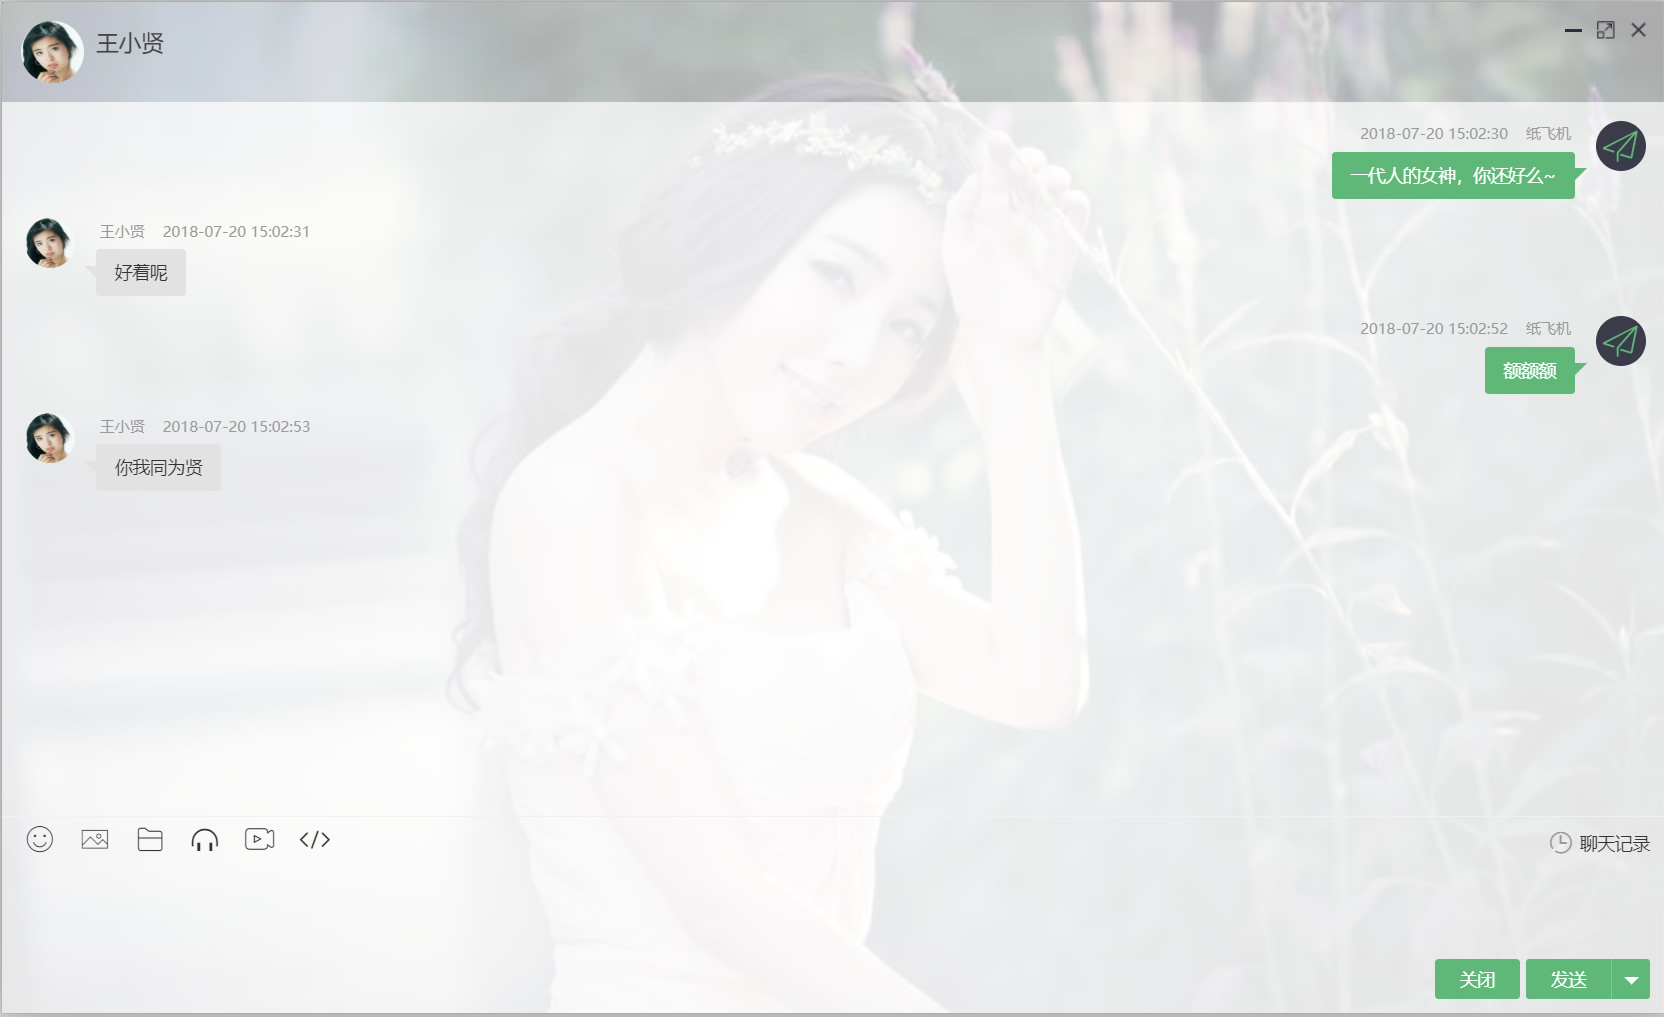 王小贤
2018-07-20 15:02:30 纸飞机
一代人的女神，你还好么~
王小贤 2018-07-20 15:02:31
好着呢
2018-07-20 15:02:52 纸飞机
额额额
王小贤 2018-07-20 15:02:53
你我同为贤
聊天记录
关闭 发送